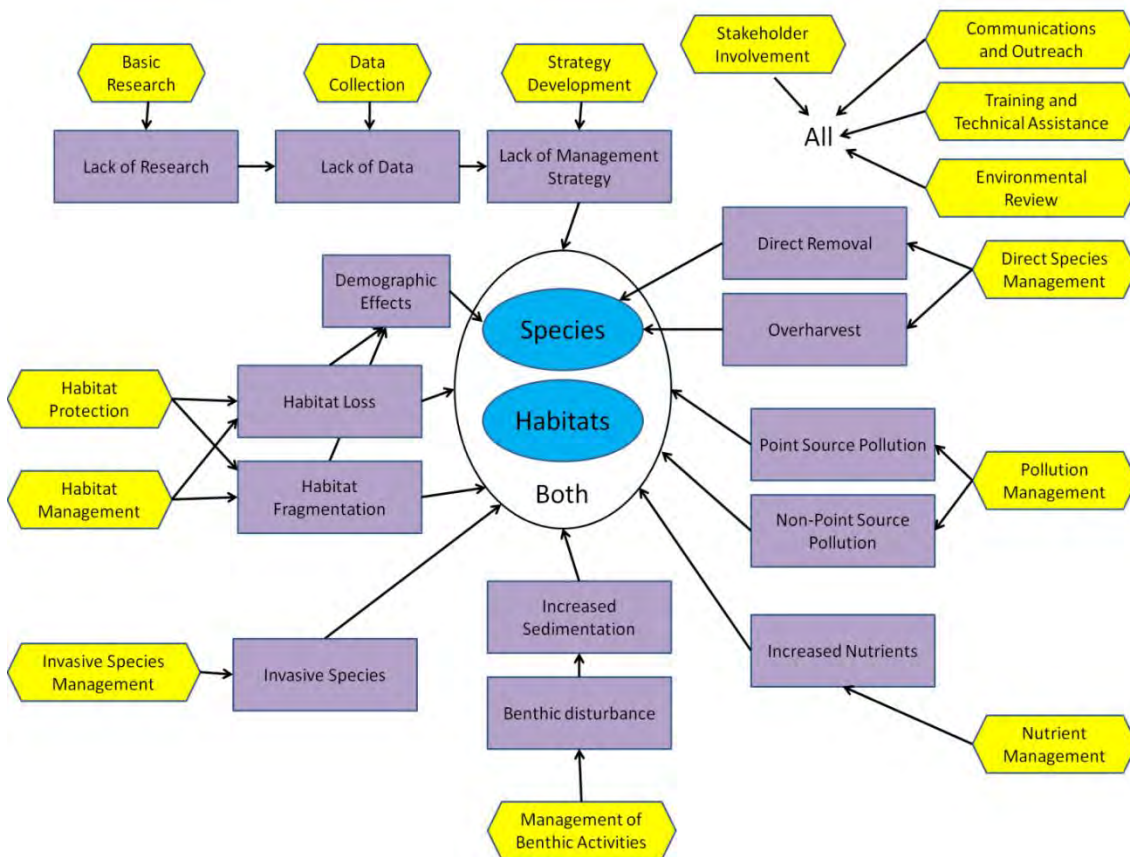 Basic
Research
Data
Collection
Strategy
Development
Stakeholder
Involvement
Communications
and Outreach
Training and
Technical Assistance
All
Environmental
Review
Lack of Research
Lack of Data
Lack of Management
Strategy
Direct Removal
Direct Species
Management
Overharvest
Demographic
Effects
Species
Habitats
Both
Habitat
Protection
Habitat Loss
Habitat
Management
Habitat
Fragmentation
Point Source Pollution
Pollution
Management
Non-Point Source
Pollution
Invasive Species
Management
Invasive Species
Increased
Sedimentation
Benthic disturbance
Management of
Benthic Activities
Increased Nutrients
Nutrient
Management